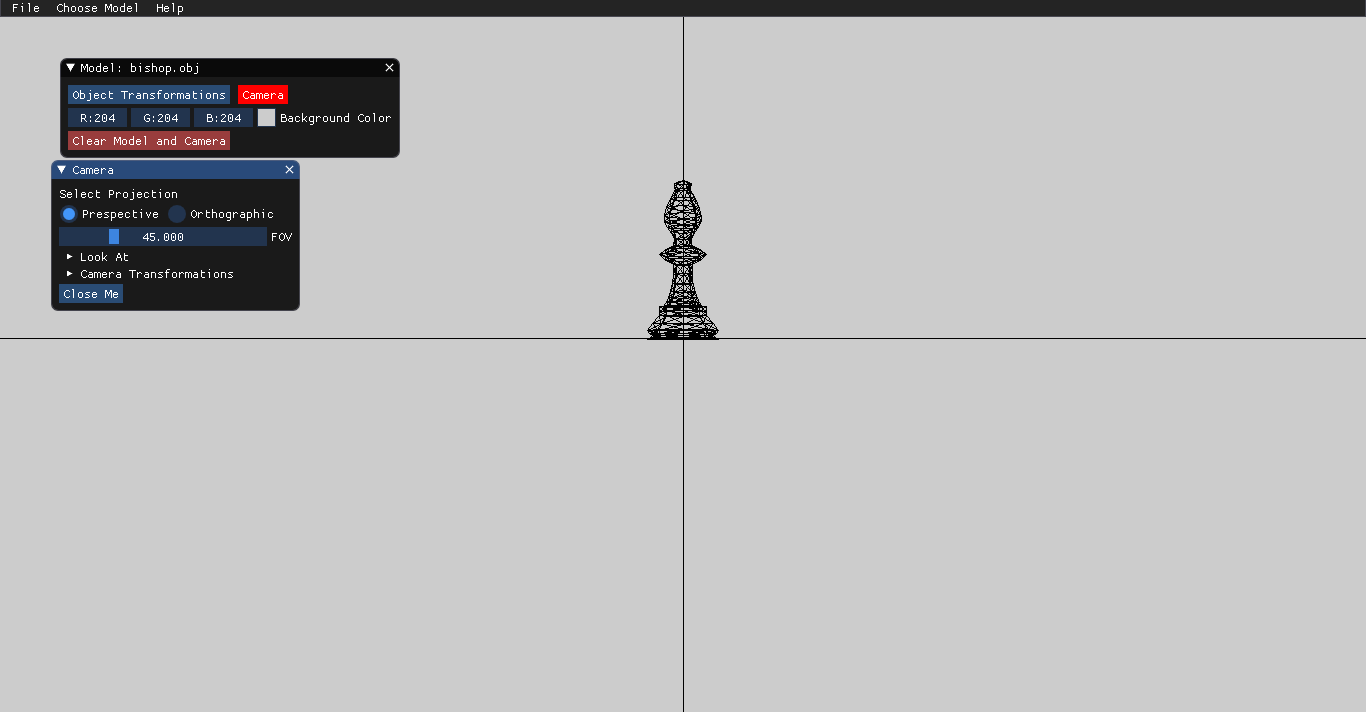 File Choose Model Help
Model: bishop.obj
Object Transformations Camera
R:204 G:204 B:204 Background Color
Clear Model and Camera
Camera
Select Projection
Prespective Orthographic
45.000 FOV
Look At
Camera Transformations
Close Me